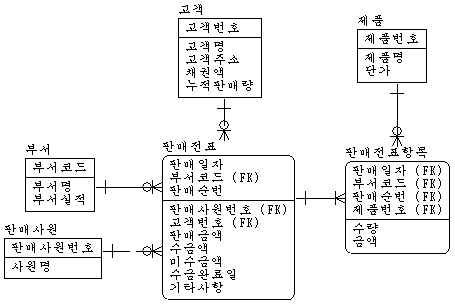 고객
고객번호
고객명
고객주소
채권액
누적판매량
제품
제품번호
제품명
단가
부서
부서코드
부서명
부서실적
판매사원
판매사원번호
사원명
판매전표
판매일자
부서코드 (FK)
판매순번
판매사원번호 (FK)
고객번호 (FK)
판매금액
수금액
미수금액
수금완료일
기타사항
판매전표항목
판매일자 (FK)
부서코드 (FK)
판매순번 (FK)
제품번호 (FK)
수량
금액